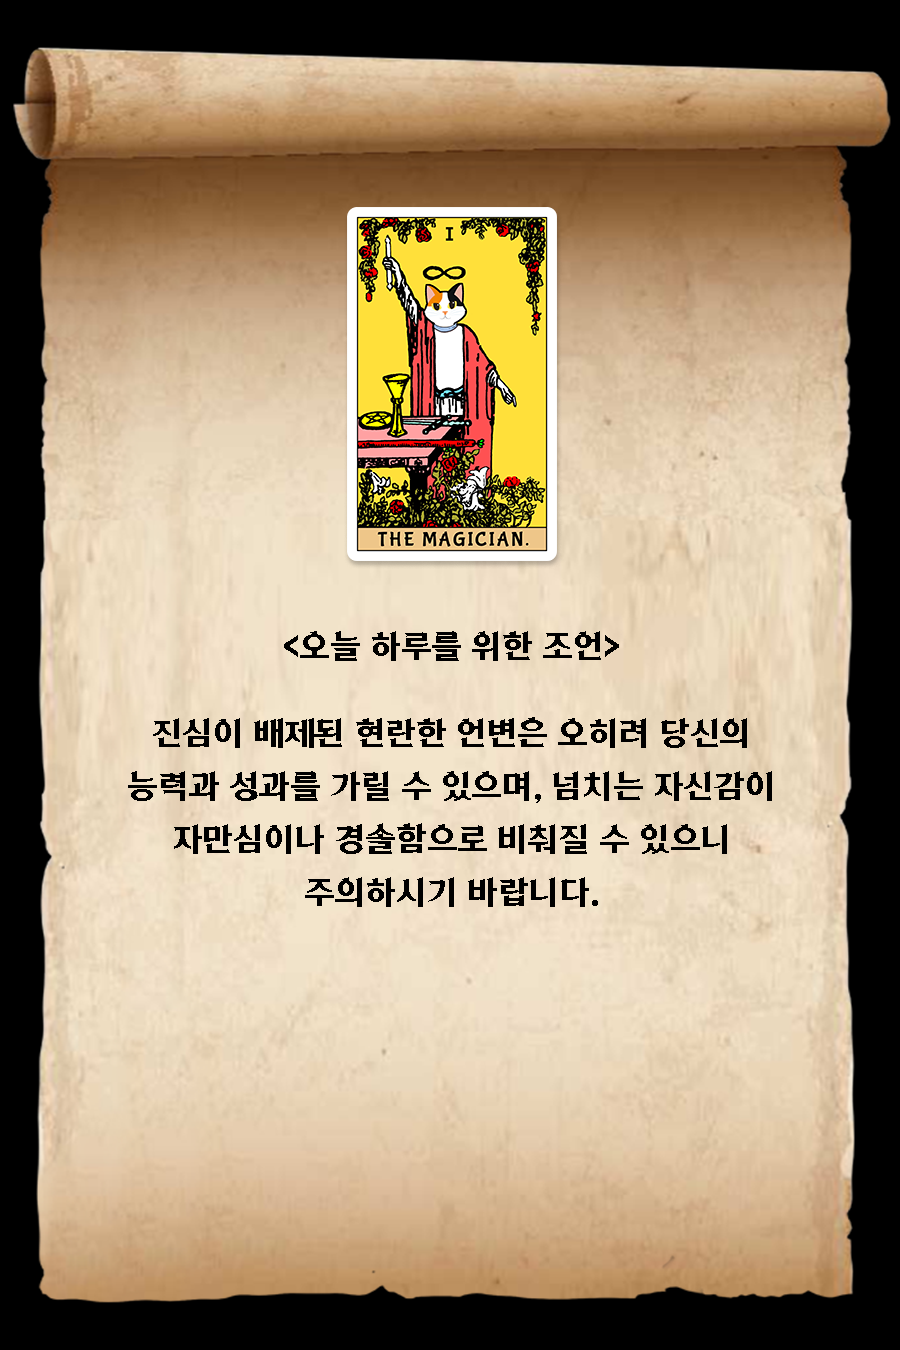 I
THE MAGICIAN.
<오늘 하루를 위한 조언>
진심이 배제된 현란한 언변은 오히려 당신의
능력과 성과를 가릴 수 있으며, 넘치는 자신감이
자만심이나 경솔함으로 비춰질 수 있으니
주의하시기 바랍니다.